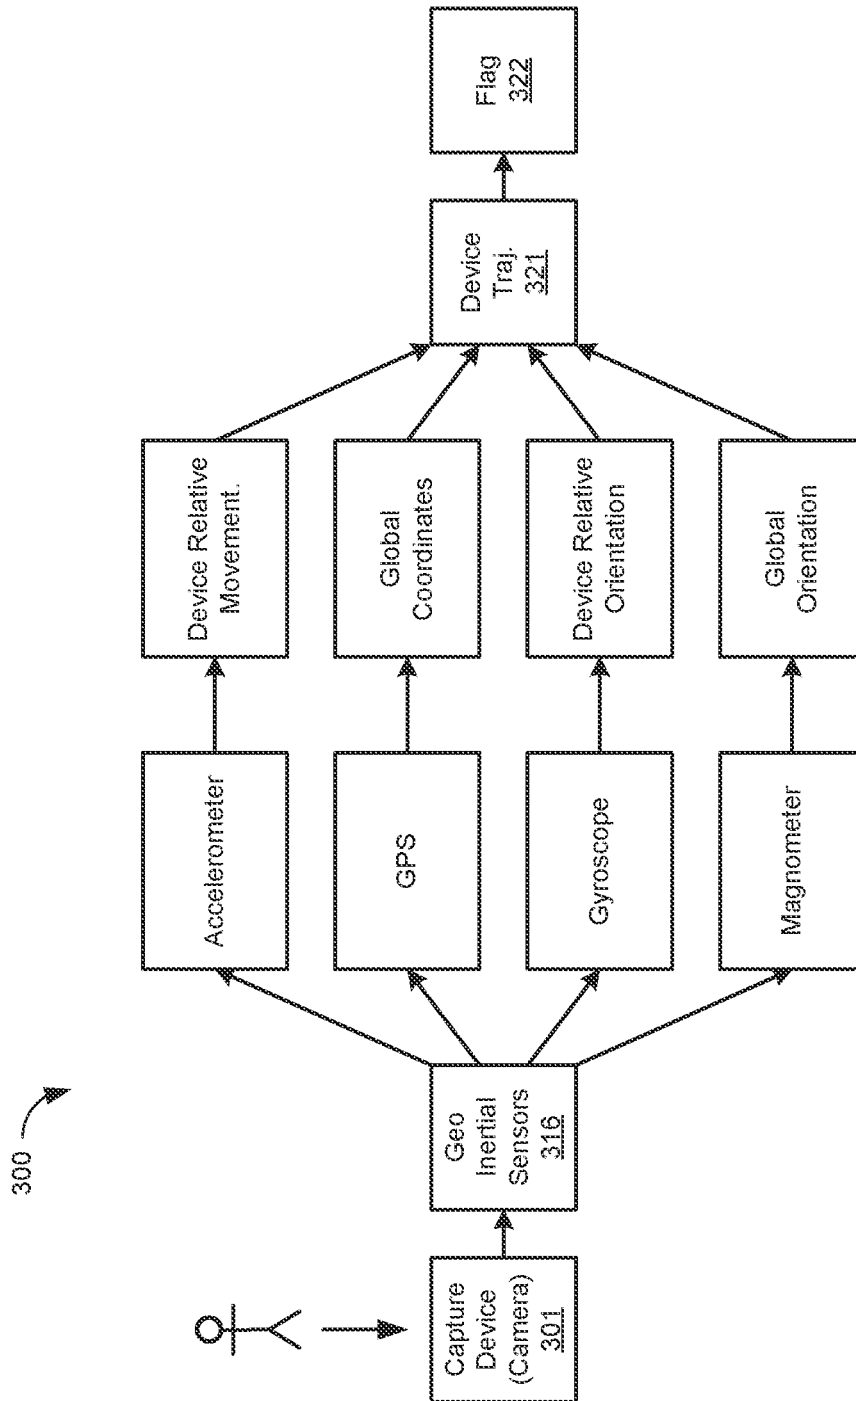 300
Capture
Device
(Camera)
301
Geo
Inertial
Sensors
316
Accelerometer
GPS
Gyroscope
Magnometer
Device Relative
Movement.
Global
Coordinates
Device Relative
Orientation
Global
Orientation
Device
Traj.
321
Flag
322